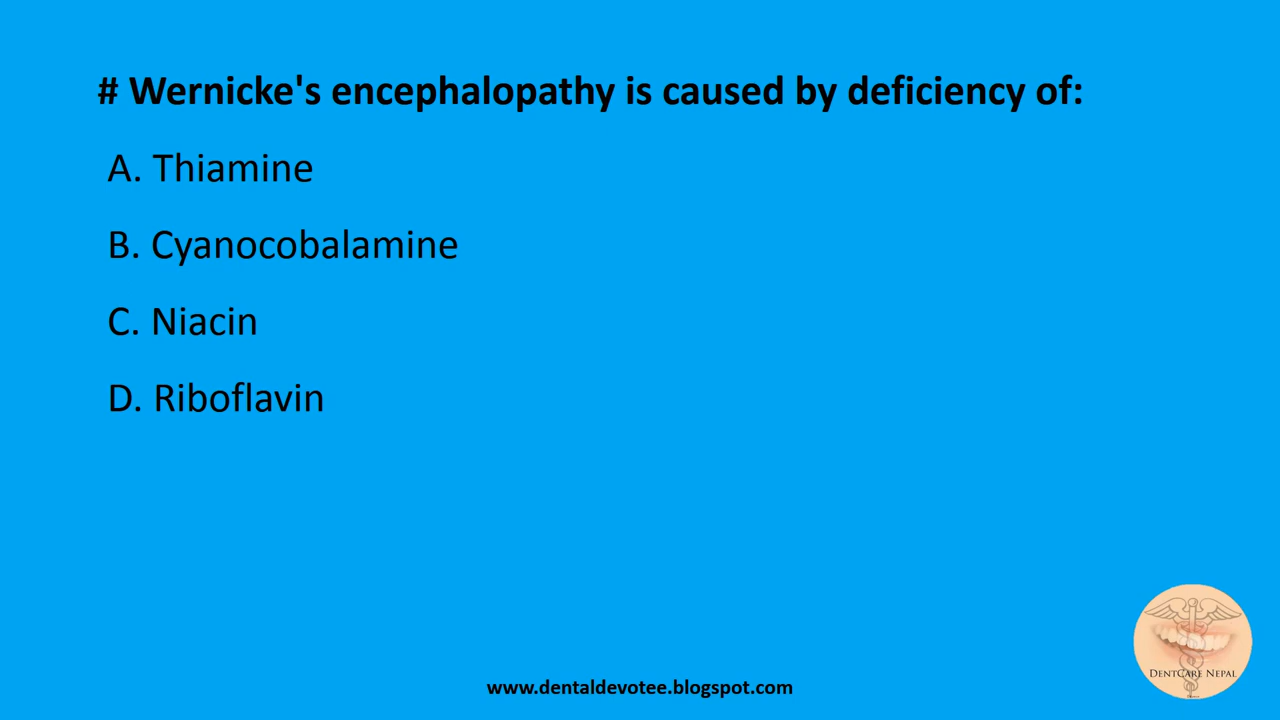 # Wernicke's encephalopathy is caused by deficiency of:
A. Thiamine
B. Cyanocobalamine
C. Niacin
D. Riboflavin
DentCare Nepal
www.dentaldevotee.blogspot.com